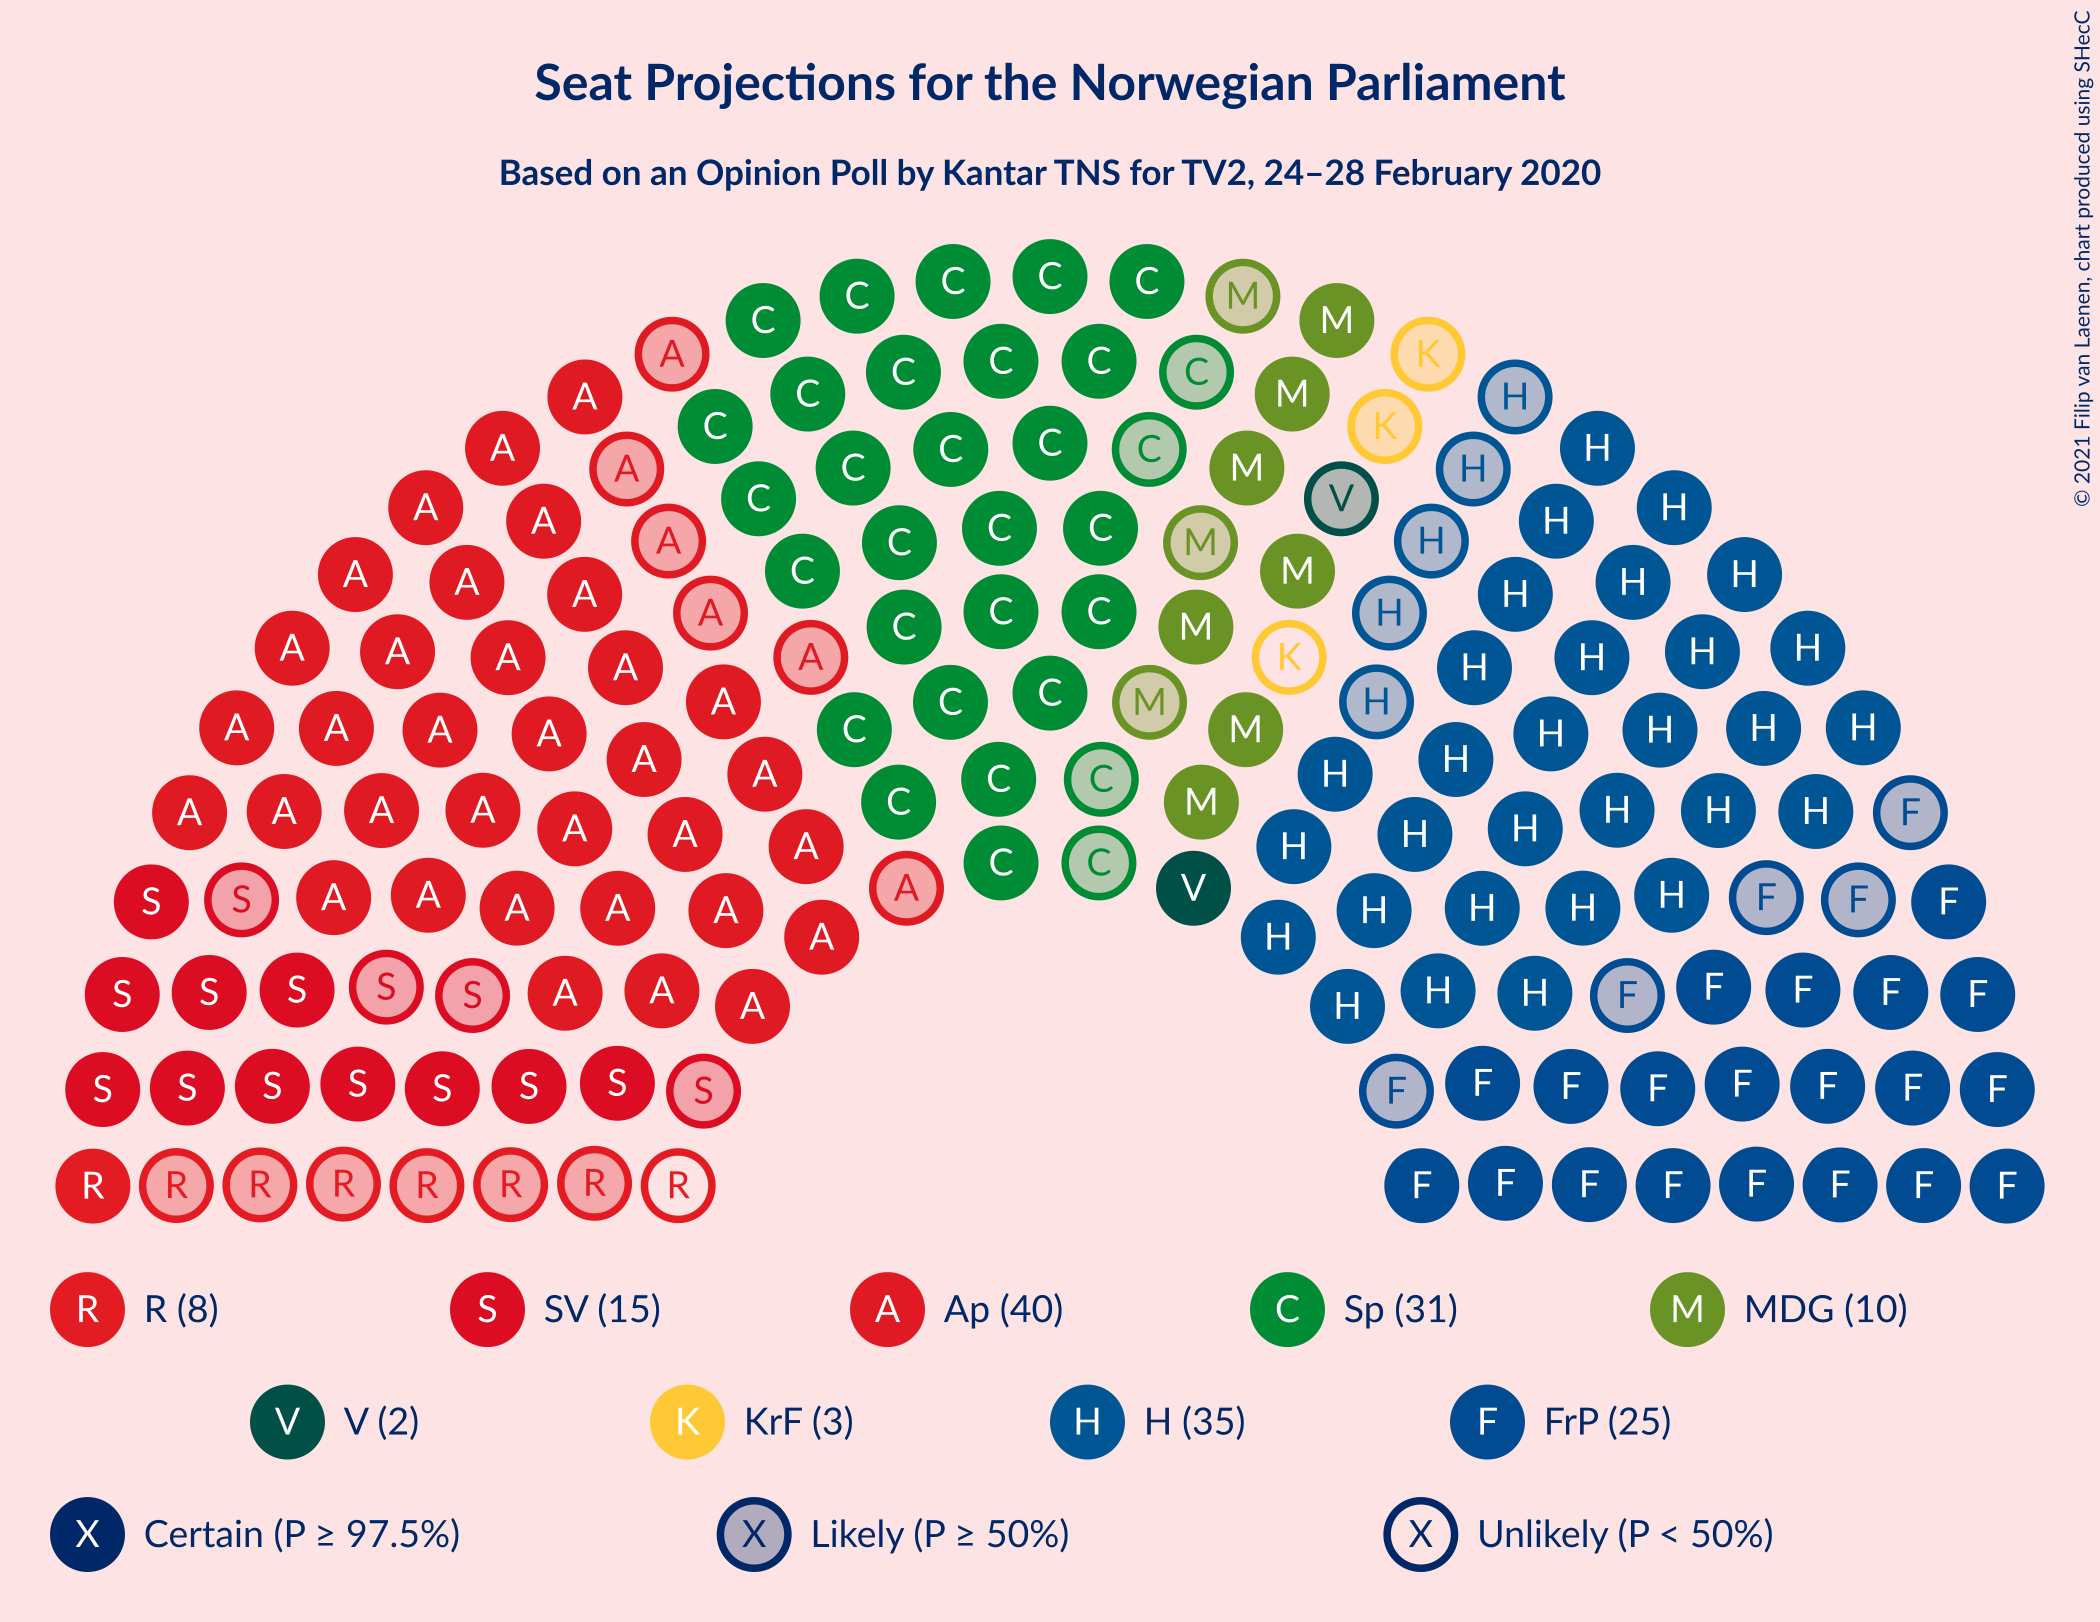 Seat Projections for the Norwegian Parliament
Based on an Opinion Poll by Kantar TNS for TV2, 24–28 February 2020
© 2021 Filip van Laenen, chart produced using SHecC
C C C C C M M K H
A C C C C C C M K H H
A A C C C C C M V H H
A A A C C C C M M H H H
A A A A C C C M K H H H H
A A A A A C C C M M H H H H H
A A A A A A C C C M H H H H H H
A A A A A A A C C V H H H H H H F
S S A A A A A A A H H H H H F F F
S S S S S A A A H H H F F F F F
S S S S S S S S F F F F F F F F
R R R R R R R R F F F F F F F F
R R (8) S SV (15) A Ap (40) C Sp (31) M MDG (10)
V V (2) K KrF (3) H H (35) F FrP (25)
X Certain (P ≥ 97.5%) X Likely (P ≥ 50%) X Unlikely (P < 50%)